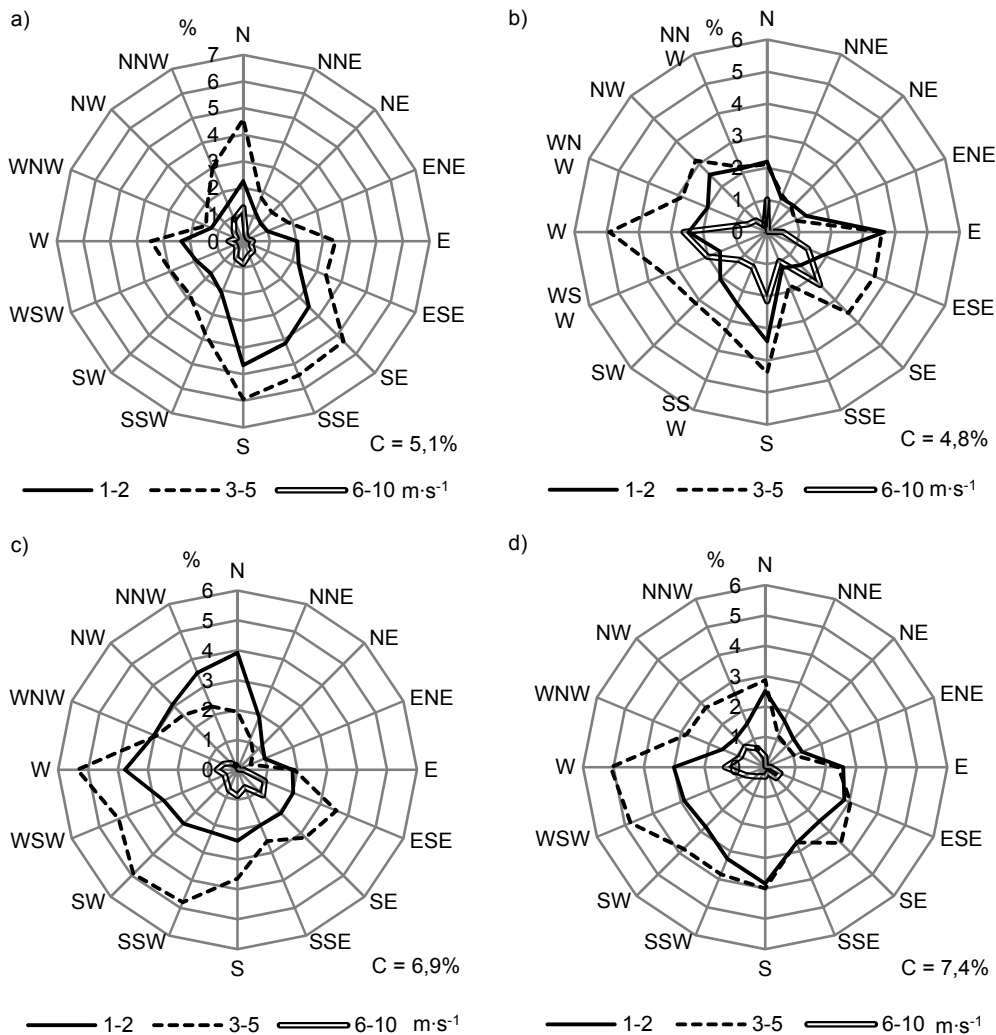 a)
%
N
NNE
NE
ENE
E
ESE
SE
SSE
S
SSW
SW
WSW
W
WNW
NW
NNW
7
6
5
4
3
2
1
0
C = 5,1%
1-2 3-5 6-10 m·s-1
b)
%
N
NNE
NE
ENE
E
ESE
SE
SSE
S
SS
W
SW
WS
W
W
WN
W
NW
NN
W
6
5
4
3
2
1
0
C = 4,8%
1-2 3-5 6-10 m·s-1
c)
%
N
NNE
NE
ENE
E
ESE
SE
SSE
S
SSW
SW
WSW
W
WNW
NW
NNW
6
5
4
3
2
1
0
C = 6,9%
1-2 3-5 6-10 m·s-1
d)
%
N
NNE
NE
ENE
E
ESE
SE
SSE
S
SSW
SW
WSW
W
WNW
NW
NNW
6
5
4
3
2
1
0
C = 7,4%
1-2 3-5 6-10 m·s-1